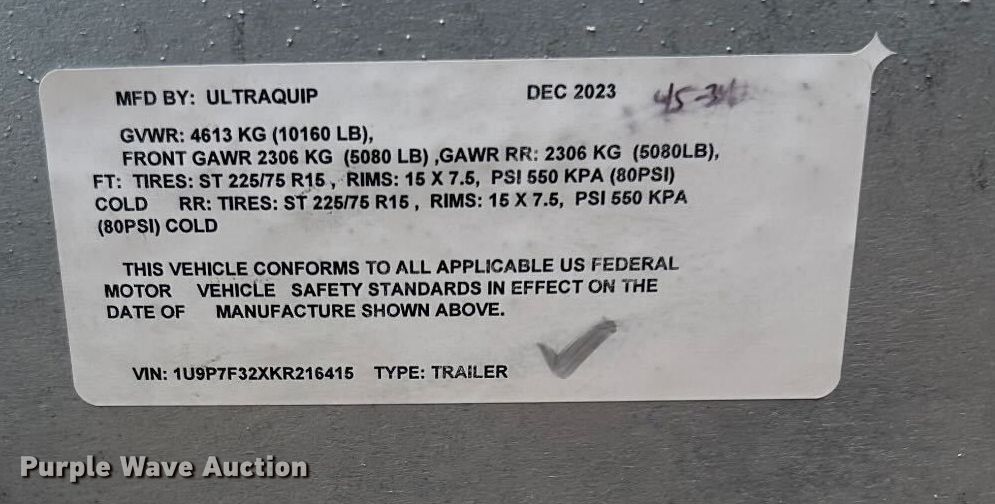 MFD BY: ULTRAQUIP DEC 2023
GVWR: 4613 KG (10160 LB),
FRONT GAWR 2306 KG (5080 LB) ,GAWR RR: 2306 KG (5080LB),
FT: TIRES: ST 225/75 R15 , RIMS: 15 X 7.5, PSI 550 KPA (80PSI)
COLD RR: TIRES: ST 225/75 R15 , RIMS: 15 X 7.5, PSI 550 KPA
(80PSI) COLD
THIS VEHICLE CONFORMS TO ALL APPLICABLE US FEDERAL
MOTOR VEHICLE SAFETY STANDARDS IN EFFECT ON THE
DATE OF MANUFACTURE SHOWN ABOVE.
VIN: 1U9P7F32XKR216415 TYPE: TRAILER
Purple Wave Auction